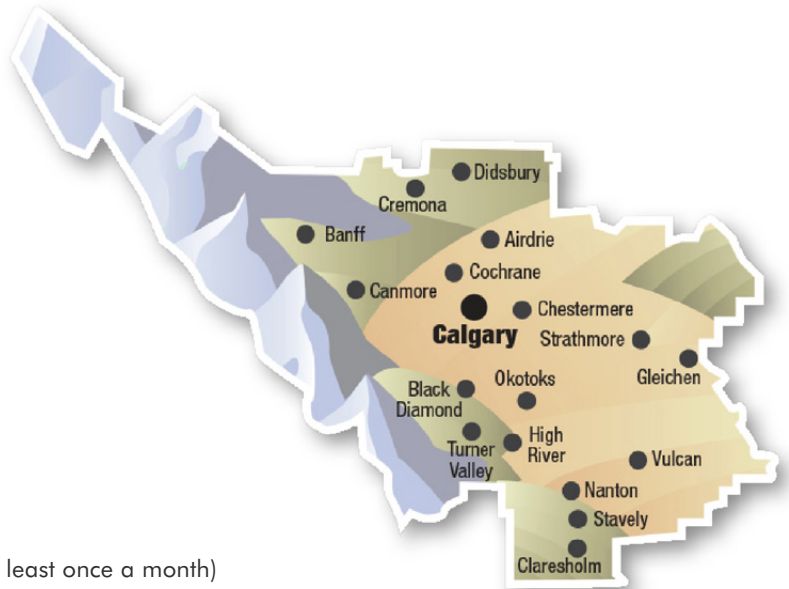 Didsbury
Cremona
Banff
Airdrie
Cochrane
Canmore
Chestermere
Calgary
Strathmore
Gleichen
Okotoks
Black
Diamond
High
River
Turner
Valley
Vulcan
Nanton
Stavely
Claresholm
least once a month)